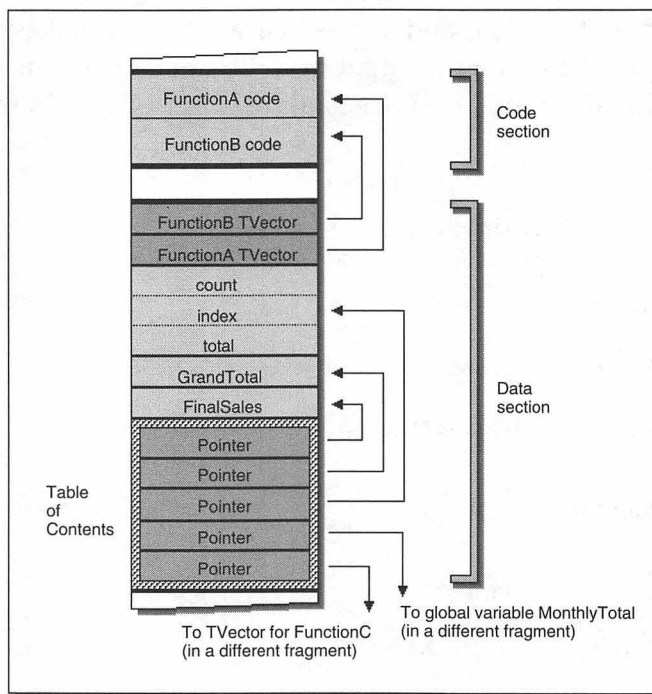 FunctionA code
FunctionB code
Code
section
FunctionB TVector
FunctionA TVector
count
index
total
GrandTotal
FinalSales
Data
section
Pointer
Pointer
Pointer
Pointer
Pointer
Table
of
Contents
To TVector for FunctionC
(in a different fragment)
To global variable MonthlyTotal
(in a different fragment)